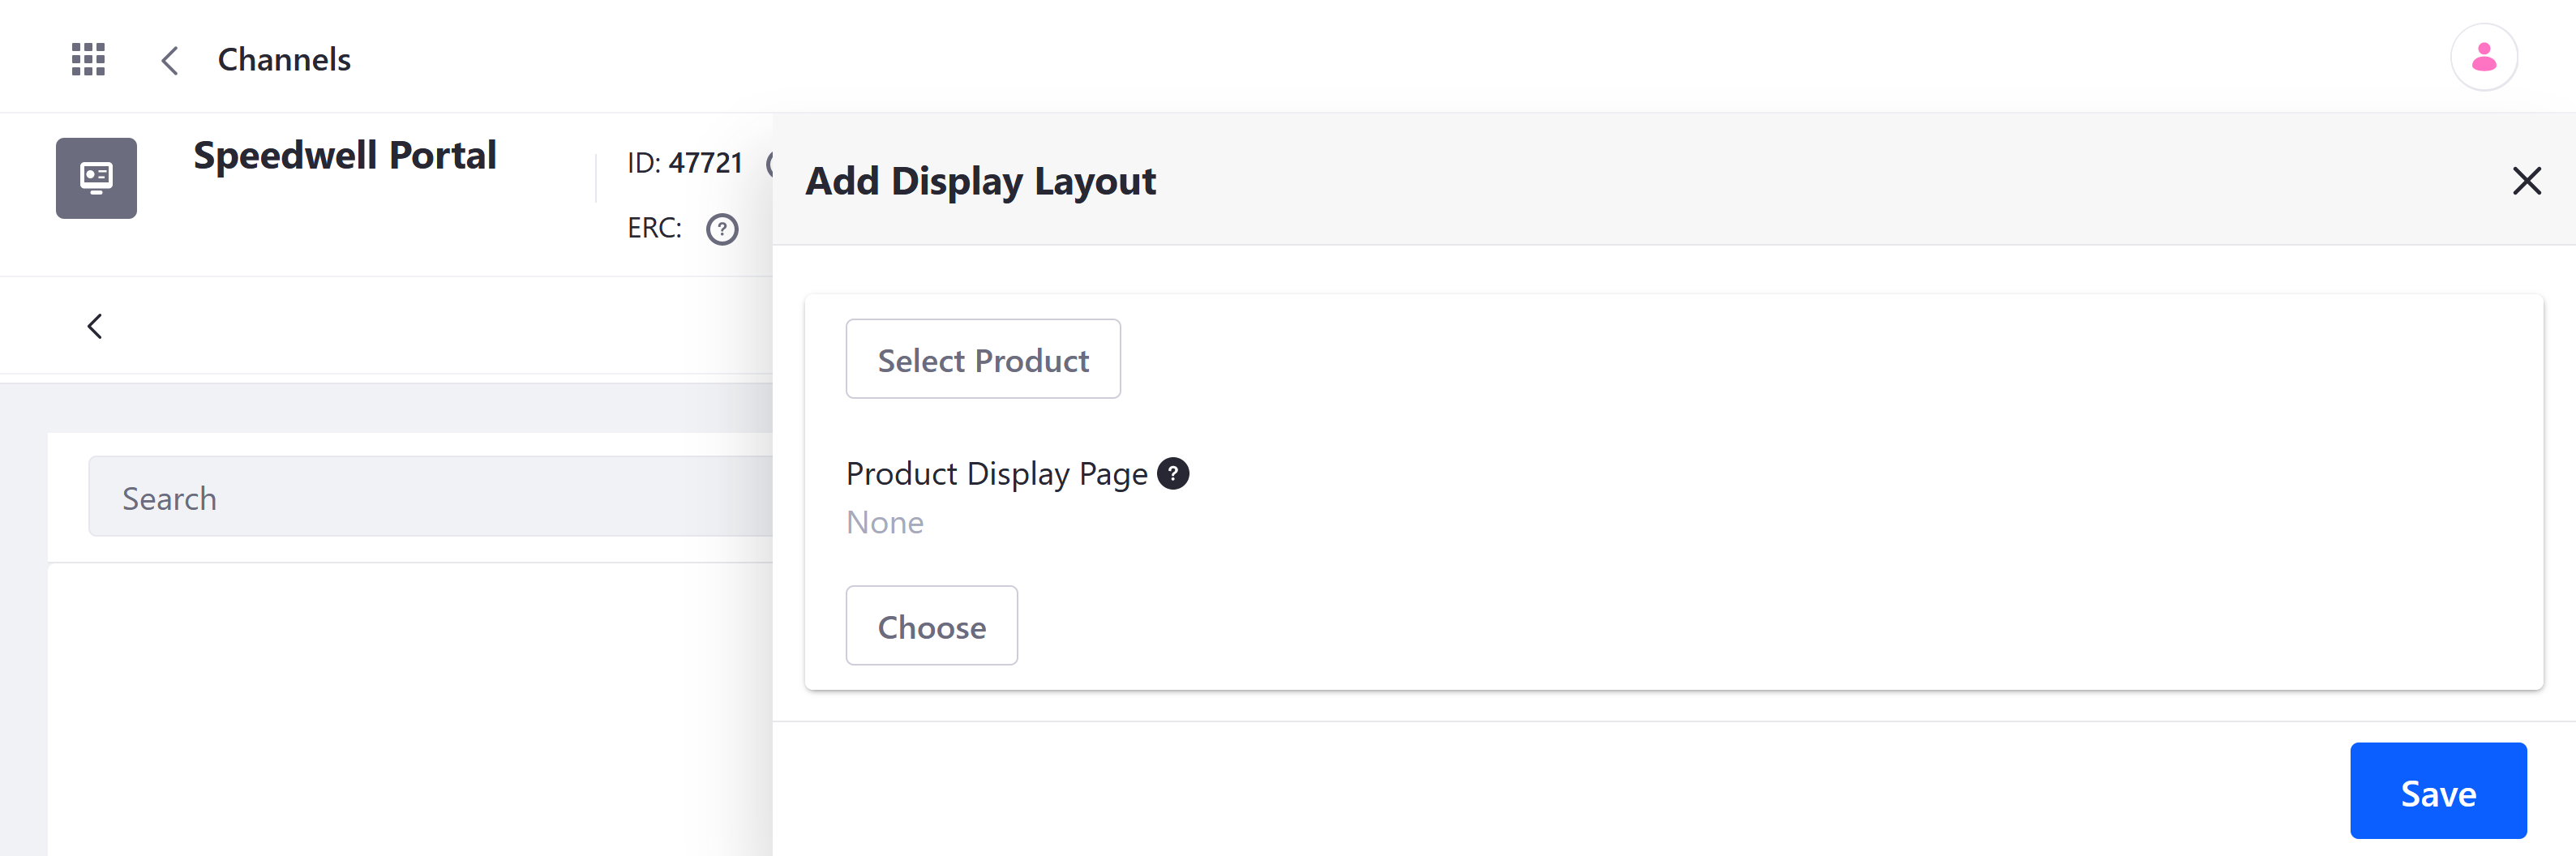 Channels
Speedwell Portal
ID: 47721
ERC: ?
Search
Add Display Layout
Select Product
Product Display Page ?
None
Choose
Save